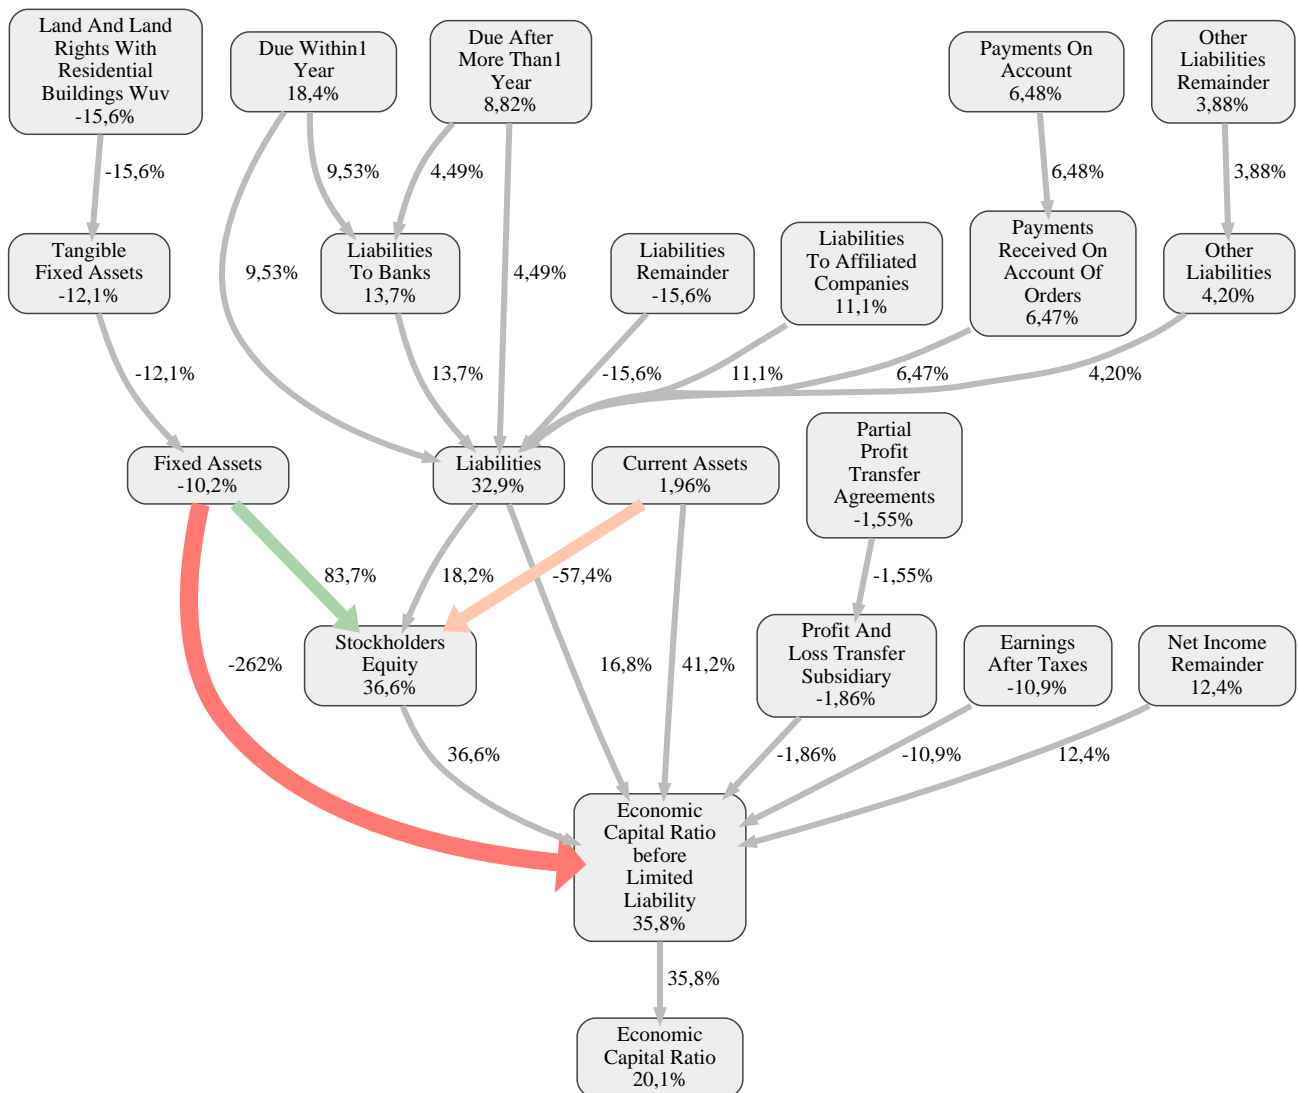 Land And Land
Rights With
Residential
Buildings Wuv
-15,6%
Due Within1
Year
18,4%
Due After
More Than1
Year
8,82%
Payments On
Account
6,48%
Other
Liabilities
Remainder
3,88%
-15,6%
9,53%
4,49%
6,48%
3,88%
Tangible
Fixed Assets
-12,1%
9,53%
Liabilities
To Banks
13,7%
4,49%
Liabilities
Remainder
-15,6%
Liabilities
To Affiliated
Companies
11,1%
Payments
Received On
Account Of
Orders
6,47%
Other
Liabilities
4,20%
-12,1%
13,7%
-15,6%
11,1%
6,47%
4,20%
Fixed Assets
-10,2%
Liabilities
32,9%
Current Assets
1,96%
Partial
Profit
Transfer
Agreements
-1,55%
83,7%
18,2%
-57,4%
-1,55%
-262%
Stockholders
Equity
36,6%
16,8%
41,2%
Profit And
Loss Transfer
Subsidiary
-1,86%
Earnings
After Taxes
-10,9%
Net Income
Remainder
12,4%
36,6%
-1,86%
-10,9%
12,4%
Economic
Capital Ratio
before
Limited
Liability
35,8%
35,8%
Economic
Capital Ratio
20,1%